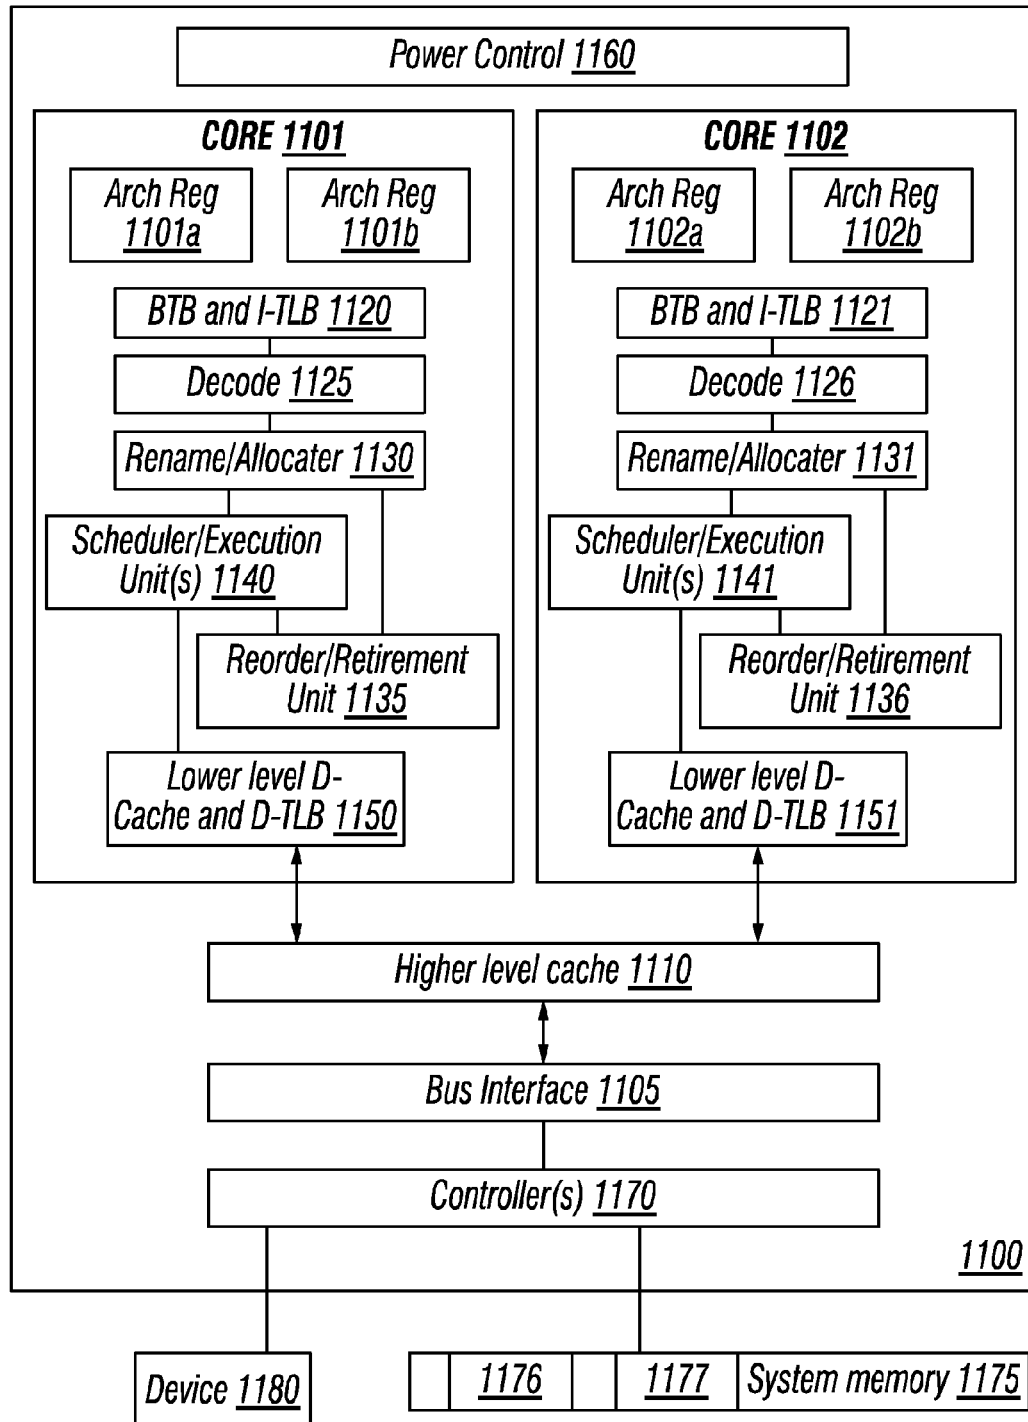 Power Control 1160
CORE 1101
Arch Reg
1101a
Arch Reg
1101b
BTB and I-TLB 1120
Decode 1125
Rename/Allocater 1130
Scheduler/Execution
Unit(s) 1140
Reorder/Retirement
Unit 1135
Lower level D-
Cache and D-TLB 1150
CORE 1102
Arch Reg
1102a
Arch Reg
1102b
BTB and I-TLB 1121
Decode 1126
Rename/Allocater 1131
Scheduler/Execution
Unit(s) 1141
Reorder/Retirement
Unit 1136
Lower level D-
Cache and D-TLB 1151
Higher level cache 1110
Bus Interface 1105
Controller(s) 1170
1100
Device 1180
1176
1177
System memory 1175